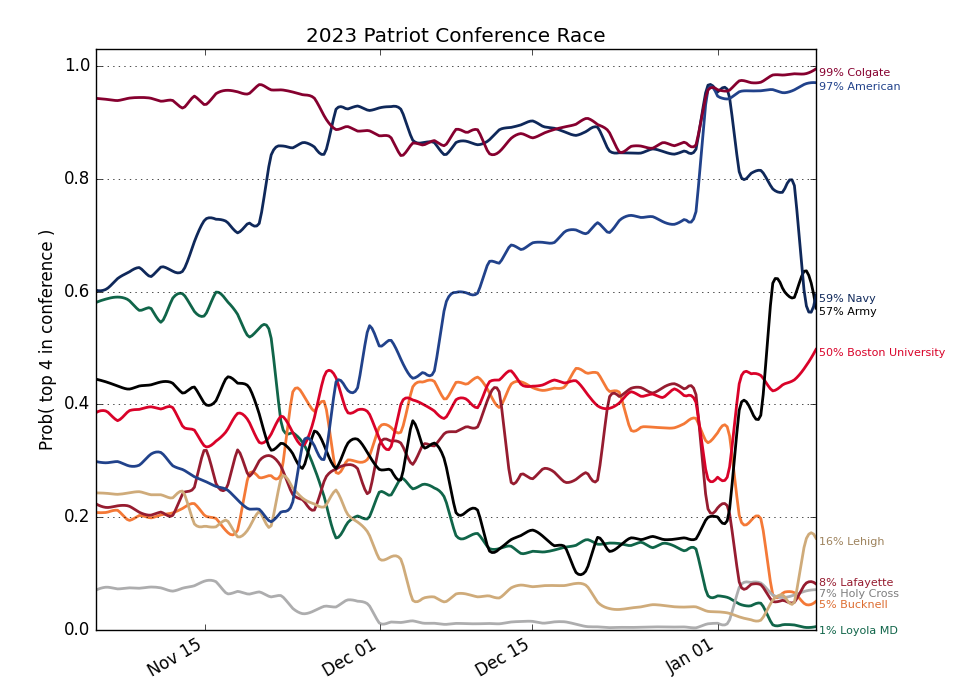 2023 Patriot Conference Race
Prob( top 4 in conference )
1.0
0.8
0.6
0.4
0.2
0.0
Nov 15
Dec 01
Dec 15
Jan 01
99% Colgate
97% American
59% Navy
57% Army
50% Boston University
16% Lehigh
8% Lafayette
7% Holy Cross
5% Bucknell
1% Loyola MD